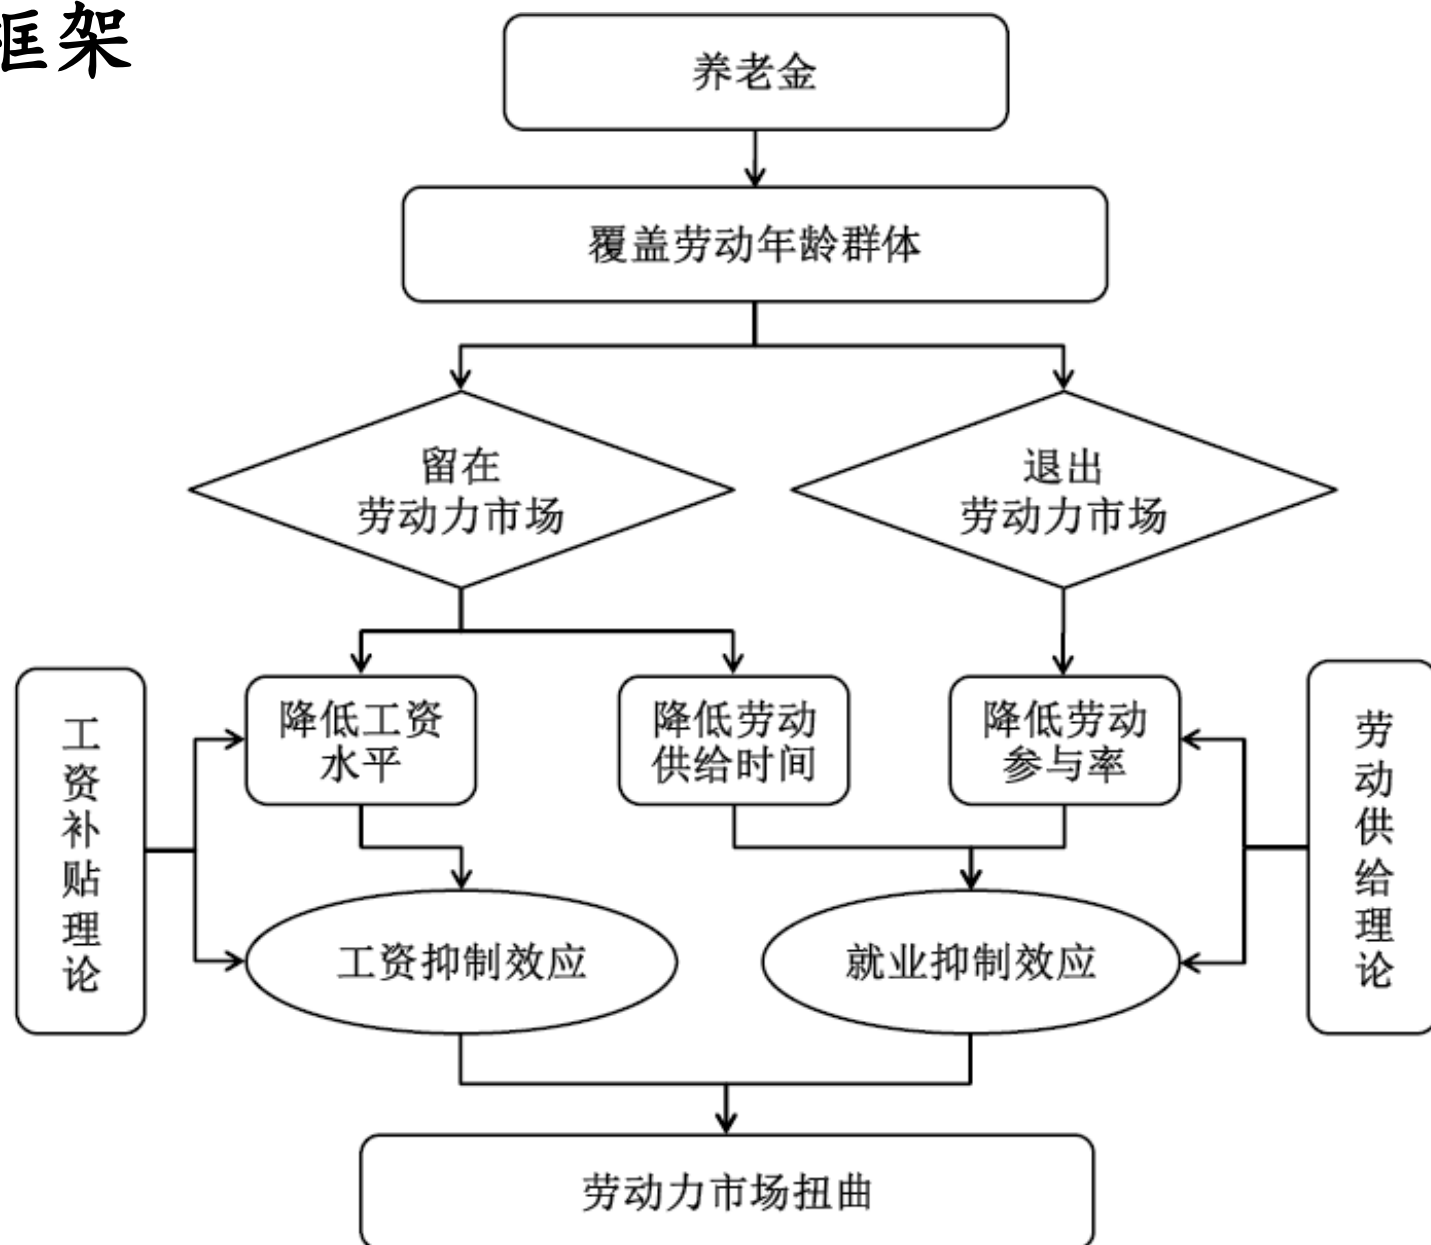 框架
养老金
覆盖劳动年龄群体
留在
劳动力市场
退出
劳动力市场
工资补贴理论
降低工资
水平
降低劳动
供给时间
降低劳动
参与率
劳动供给理论
工资抑制效应
就业抑制效应
劳动力市场扭曲